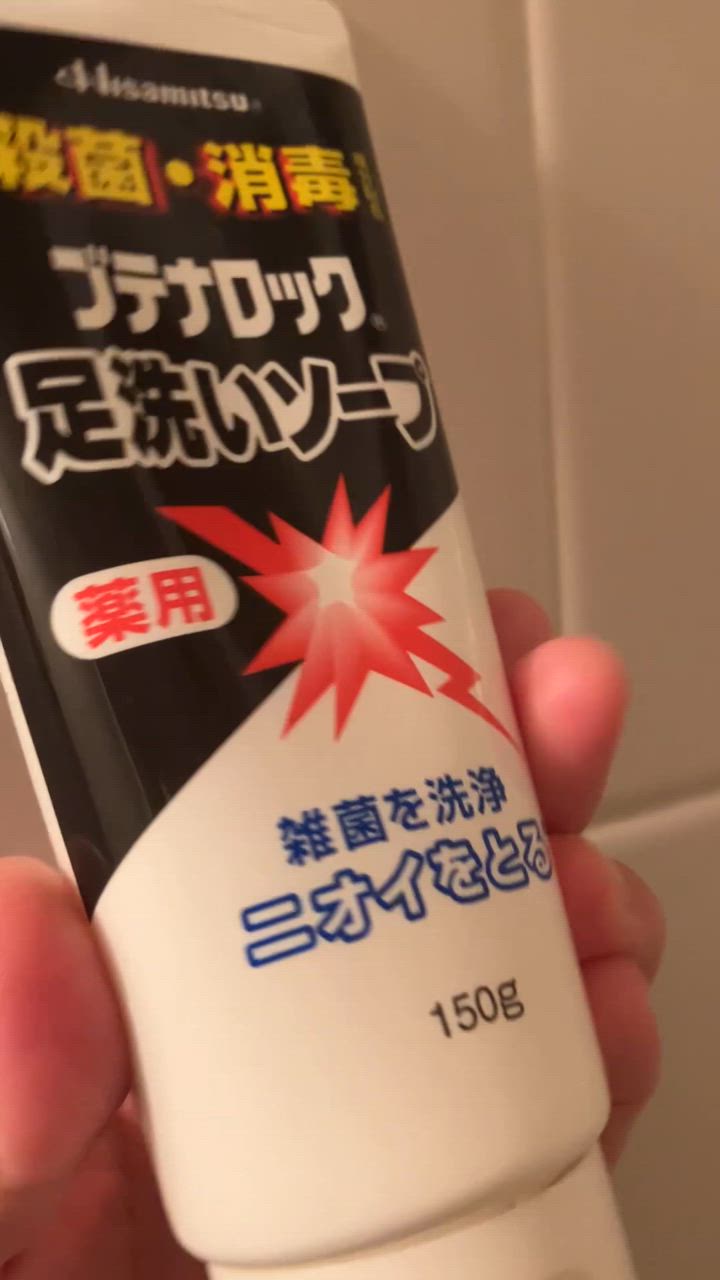 Hisamitsu
殺菌・消毒
ブテナロック
足洗いソープ
薬用
雑菌を洗浄
ニオイをとる
150g